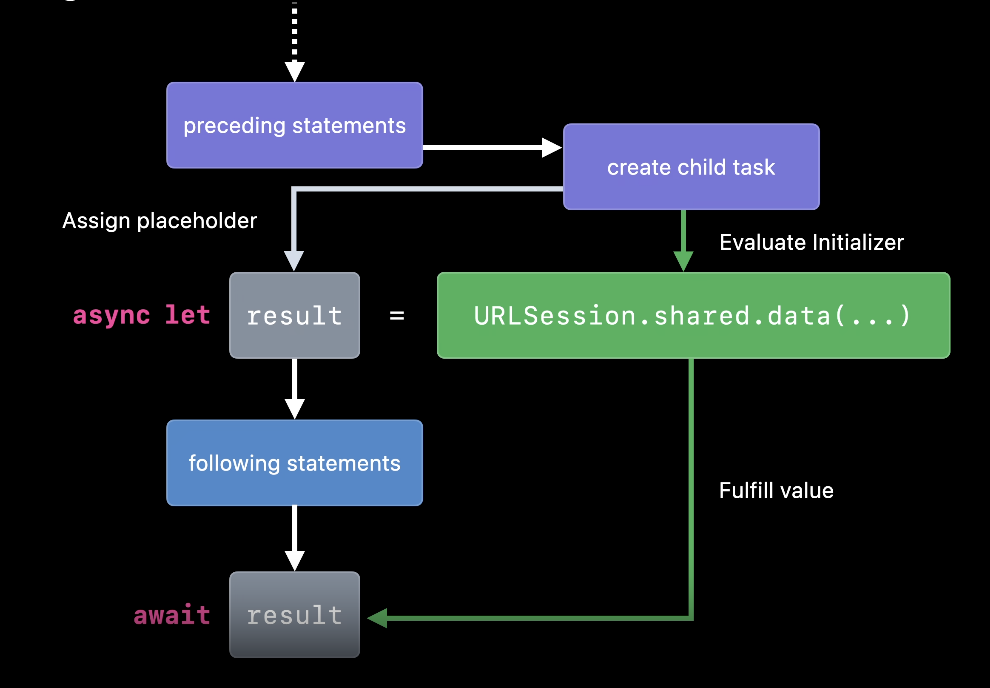 preceding statements
create child task
Assign placeholder
Evaluate Initializer
async let result = URLSession.shared.data(...)
following statements
Fulfill value
await result